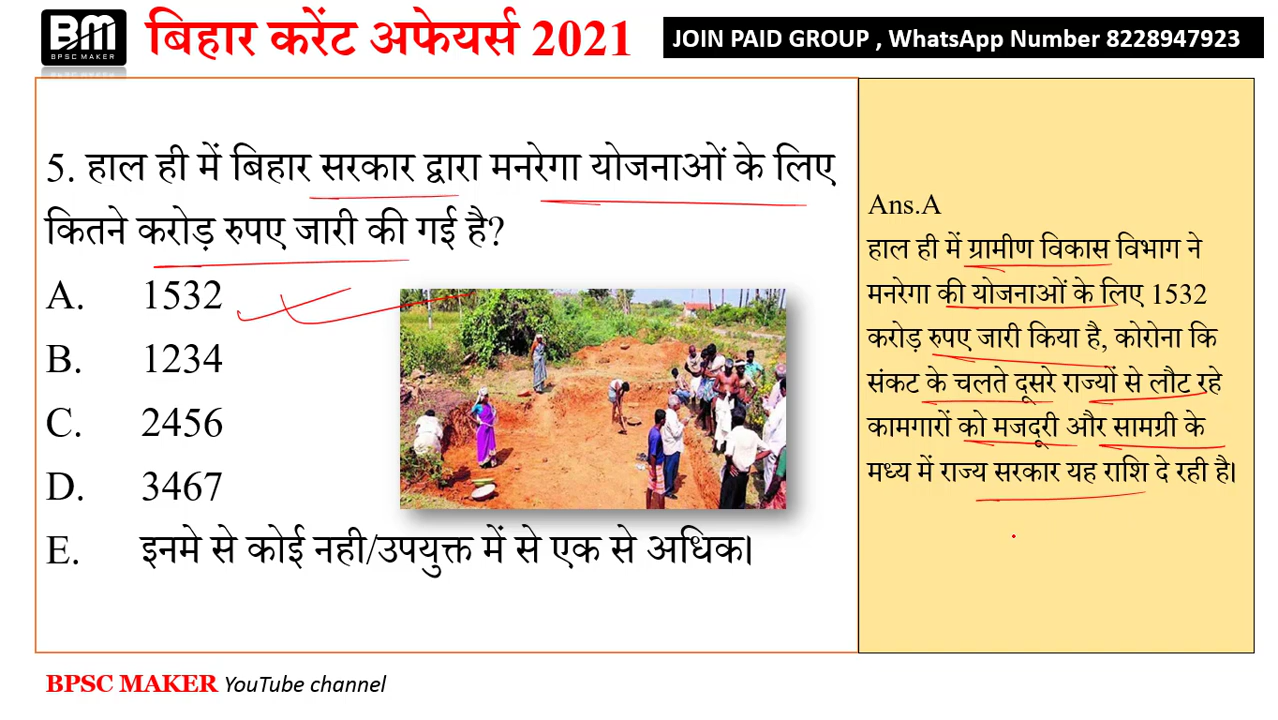 BM
BPSC MAKER
बिहार करेंट अफेयर्स 2021
JOIN PAID GROUP , WhatsApp Number 8228947923
5. हाल ही में बिहार सरकार द्वारा मनरेगा योजनाओं के लिए
कितने करोड़ रुपए जारी की गई है?
A. 1532
B. 1234
C. 2456
D. 3467
E. इनमे से कोई नही/उपयुक्त में से एक से अधिक।
Ans.A
हाल ही में ग्रामीण विकास विभाग ने
मनरेगा की योजनाओं के लिए 1532
करोड़ रुपए जारी किया है, कोरोना कि
संकट के चलते दूसरे राज्यों से लौट रहे
कामगारों को मजदूरी और सामग्री के
मध्य में राज्य सरकार यह राशि दे रही है।
BPSC MAKER YouTube channel